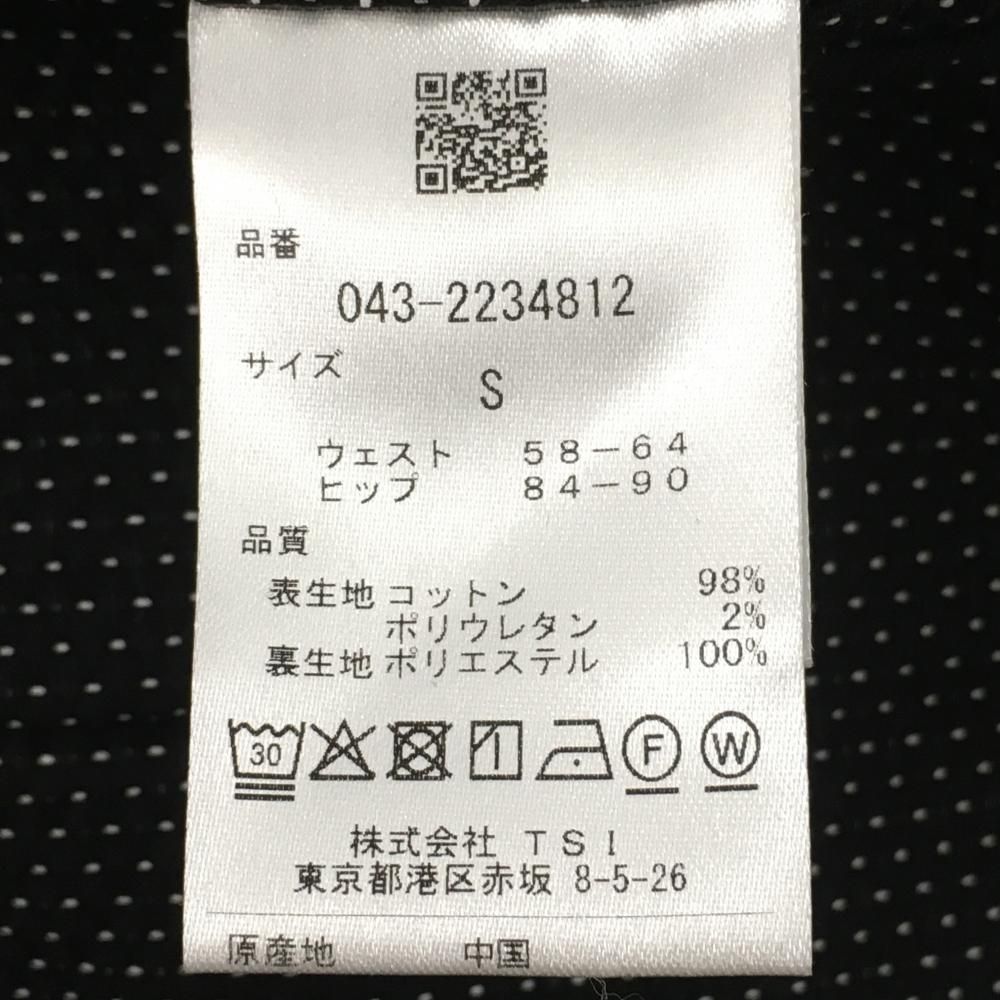 品番
043-2234812
サイズ
S
ウェスト 58-64
ヒップ 84-90
品質
表生地 コットン 98%
ポリウレタン 2%
裏生地 ポリエステル 100%
30 F W
株式会社 TSI
東京都港区赤坂 8-5-26
原産地 中国